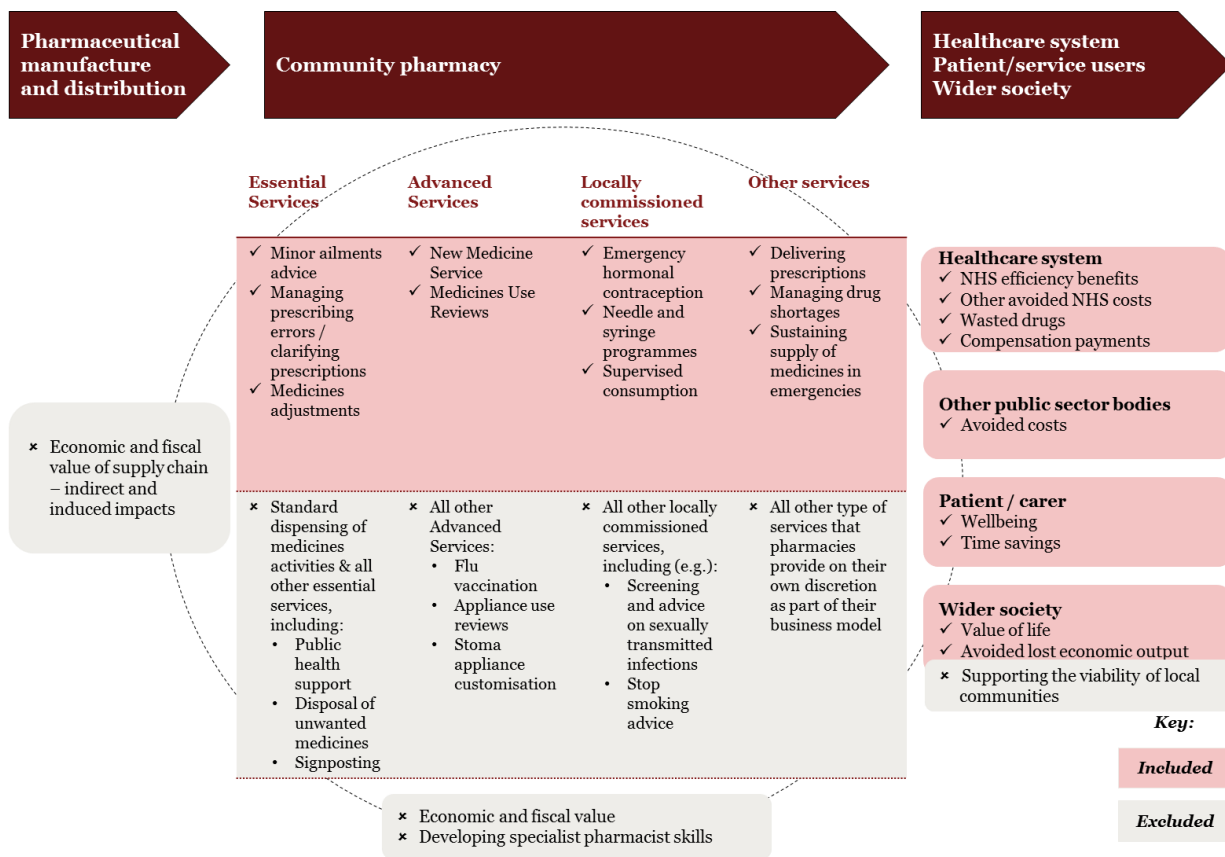 Pharmaceutical
manufacture
and distribution
Community pharmacy
Healthcare system
Patient/service users
Wider society
Essential
Services
Advanced
Services
Locally
commissioned
services
Other services
✓ Minor ailments
advice
✓ Managing
prescribing
errors /
clarifying
prescriptions
✓ Medicines
adjustments
✓ New Medicine
Service
✓ Medicines Use
Reviews
✓ Emergency
hormonal
contraception
✓ Needle and
syringe
programmes
✓ Supervised
consumption
✓ Delivering
prescriptions
✓ Managing drug
shortages
✓ Sustaining
supply of
medicines in
emergencies
Healthcare system
✓ NHS efficiency benefits
✓ Other avoided NHS costs
✓ Wasted drugs
✓ Compensation payments
Other public sector bodies
✓ Avoided costs
Patient / carer
✓ Wellbeing
✓ Time savings
Wider society
✓ Value of life
✓ Avoided lost economic output
× Supporting the viability of local
communities
× Economic and fiscal
value of supply chain
– indirect and
induced impacts
× Standard
dispensing of
medicines
activities & all
other essential
services,
including:
• Public
health
support
• Disposal of
unwanted
medicines
• Signposting
× All other
Advanced
Services:
• Flu
vaccination
• Appliance use
reviews
• Stoma
appliance
customisation
× All other locally
commissioned
services,
including (e.g.):
• Screening
and advice
on sexually
transmitted
infections
• Stop
smoking
advice
× All other type of
services that
pharmacies
provide on their
own discretion
as part of their
business model
× Economic and fiscal value
× Developing specialist pharmacist skills
Key:
Included
Excluded